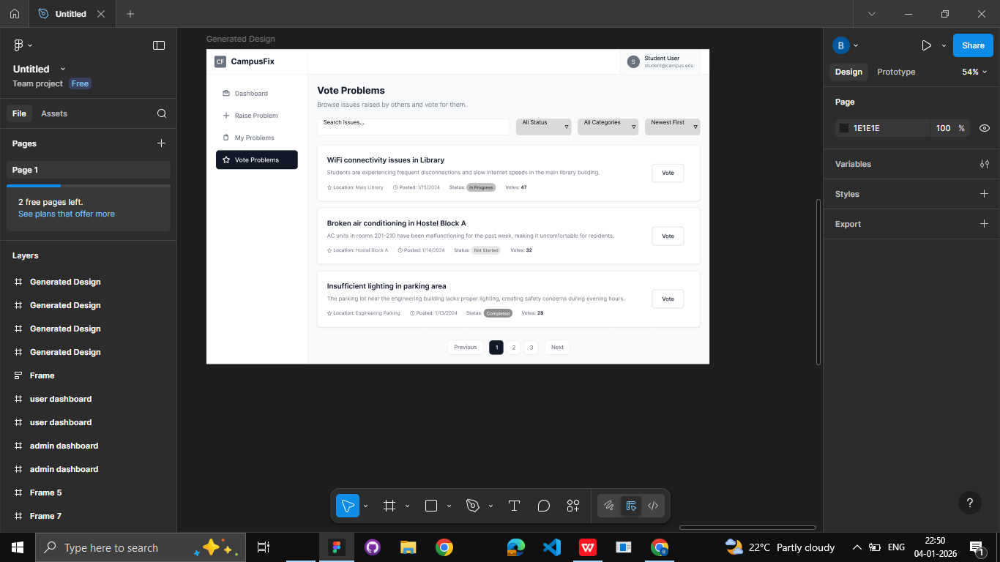 Untitled
Untitled
Team project Free
File Assets
Pages
Page 1
2 free pages left.
See plans that offer more
Layers
Generated Design
Generated Design
Generated Design
Generated Design
Frame
user dashboard
user dashboard
admin dashboard
admin dashboard
Frame 5
Frame 7
Generated Design
CF CampusFix
S Student User
student@campus.edu
Dashboard
Raise Problem
My Problems
Vote Problems
Vote Problems
Browse issues raised by others and vote for them.
Search issues... All Status All Categories Newest First
WiFi connectivity issues in Library
Students are experiencing frequent disconnections and slow internet speeds in the main library building.
Location: Main Library Posted: 1/15/2024 Status: In Progress Votes: 47
Vote
Broken air conditioning in Hostel Block A
AC units in rooms 201-210 have been malfunctioning for the past week, making it uncomfortable for residents.
Location: Hostel Block A Posted: 1/14/2024 Status: Not Started Votes: 32
Vote
Insufficient lighting in parking area
The parking lot near the engineering building lacks proper lighting, creating safety concerns during evening hours.
Location: Engineering Parking Posted: 1/13/2024 Status: Completed Votes: 28
Vote
Previous 1 2 3 Next
B Share
Design Prototype 54%
Page
1E1E1E 100 %
Variables
Styles
Export
?
Type here to search
22°C Partly cloudy
ENG
22:50
04-01-2026
1